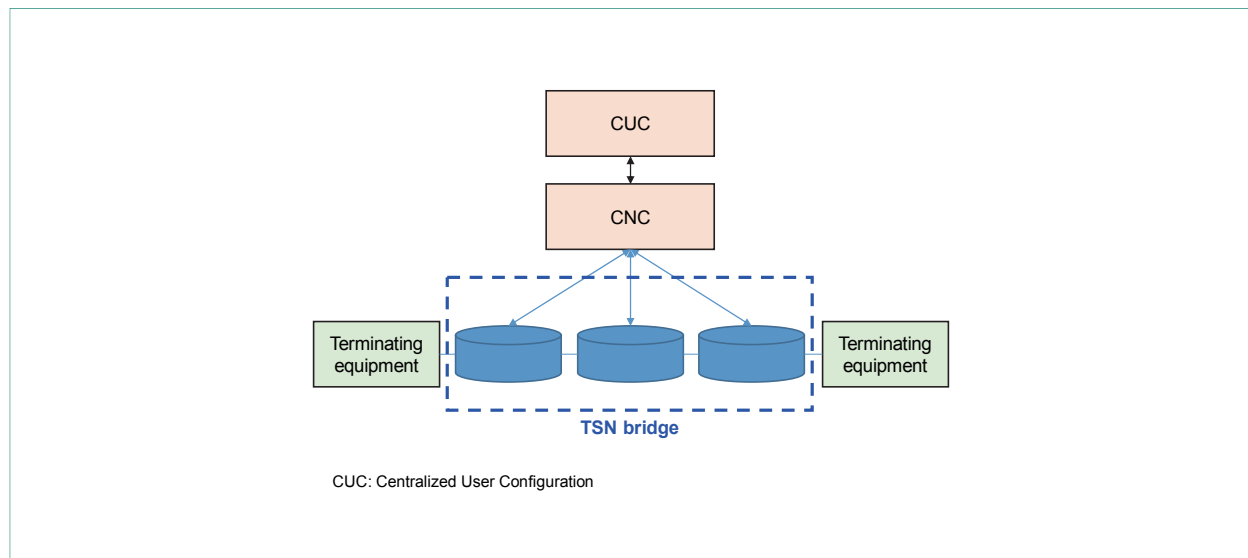 CUC
CNC
Terminating
equipment
Terminating
equipment
TSN bridge
CUC: Centralized User Configuration